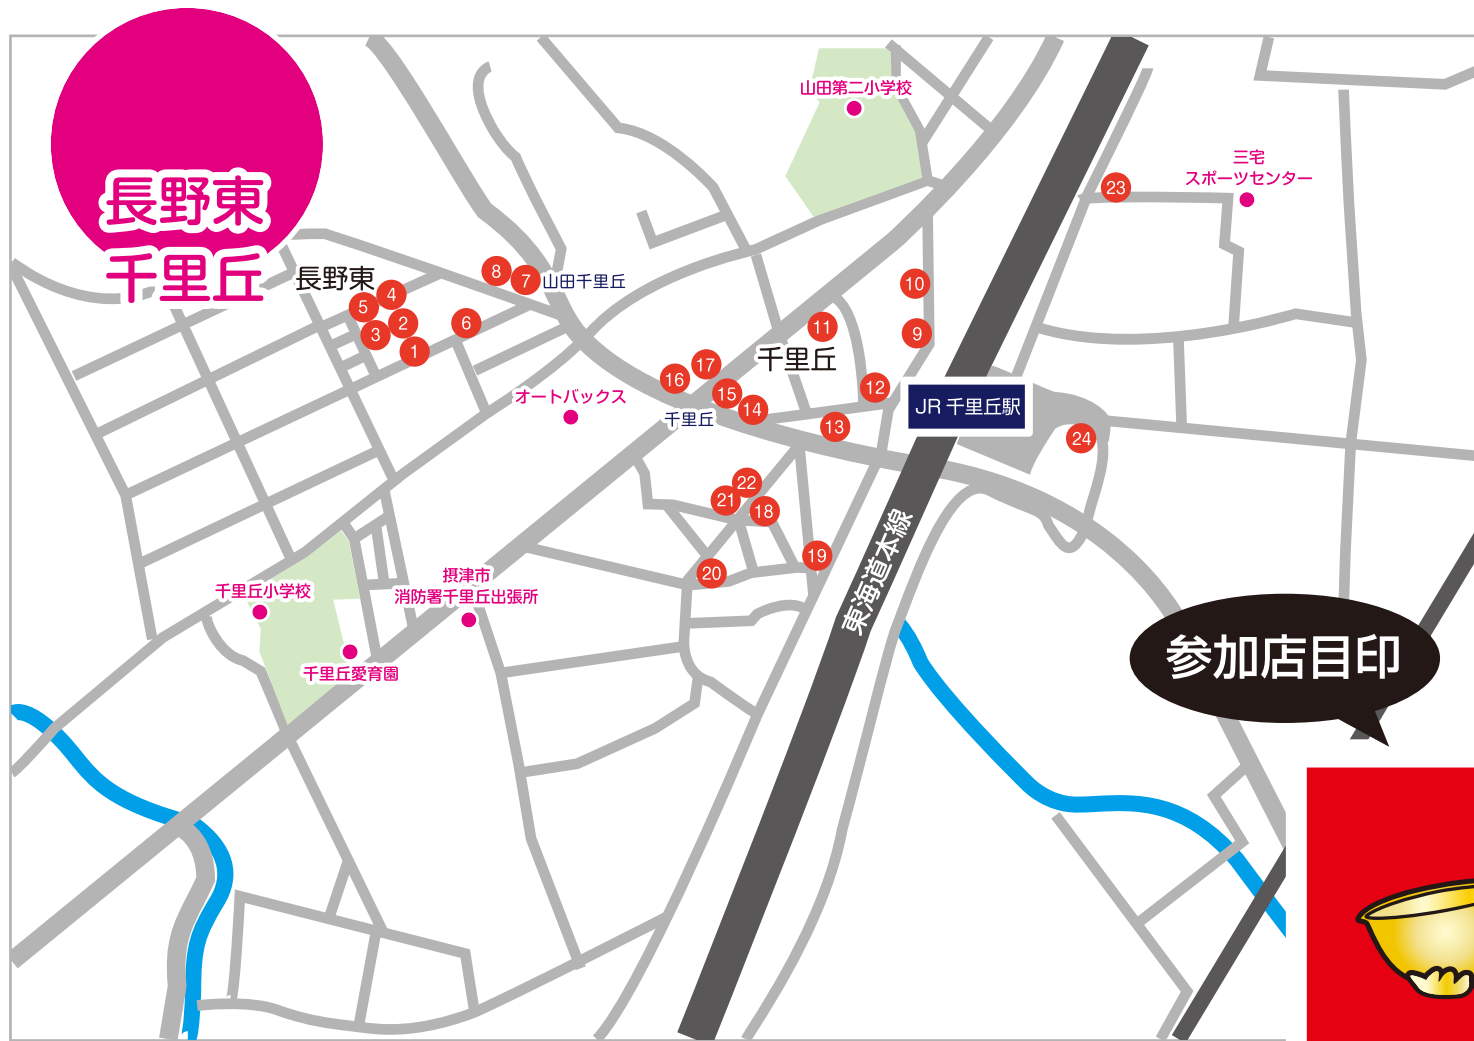 長野東
千里丘
山田第二小学校
三宅
スポーツセンター
23
長野東
8
7
山田千里丘
4
5
2
3
1
6
10
9
11
千里丘
17
16
15
14
12
13
千里丘
オートバックス
JR 千里丘駅
24
22
21
18
19
20
東海道本線
摂津市
消防署千里丘出張所
千里丘小学校
千里丘愛育園
参加店目印